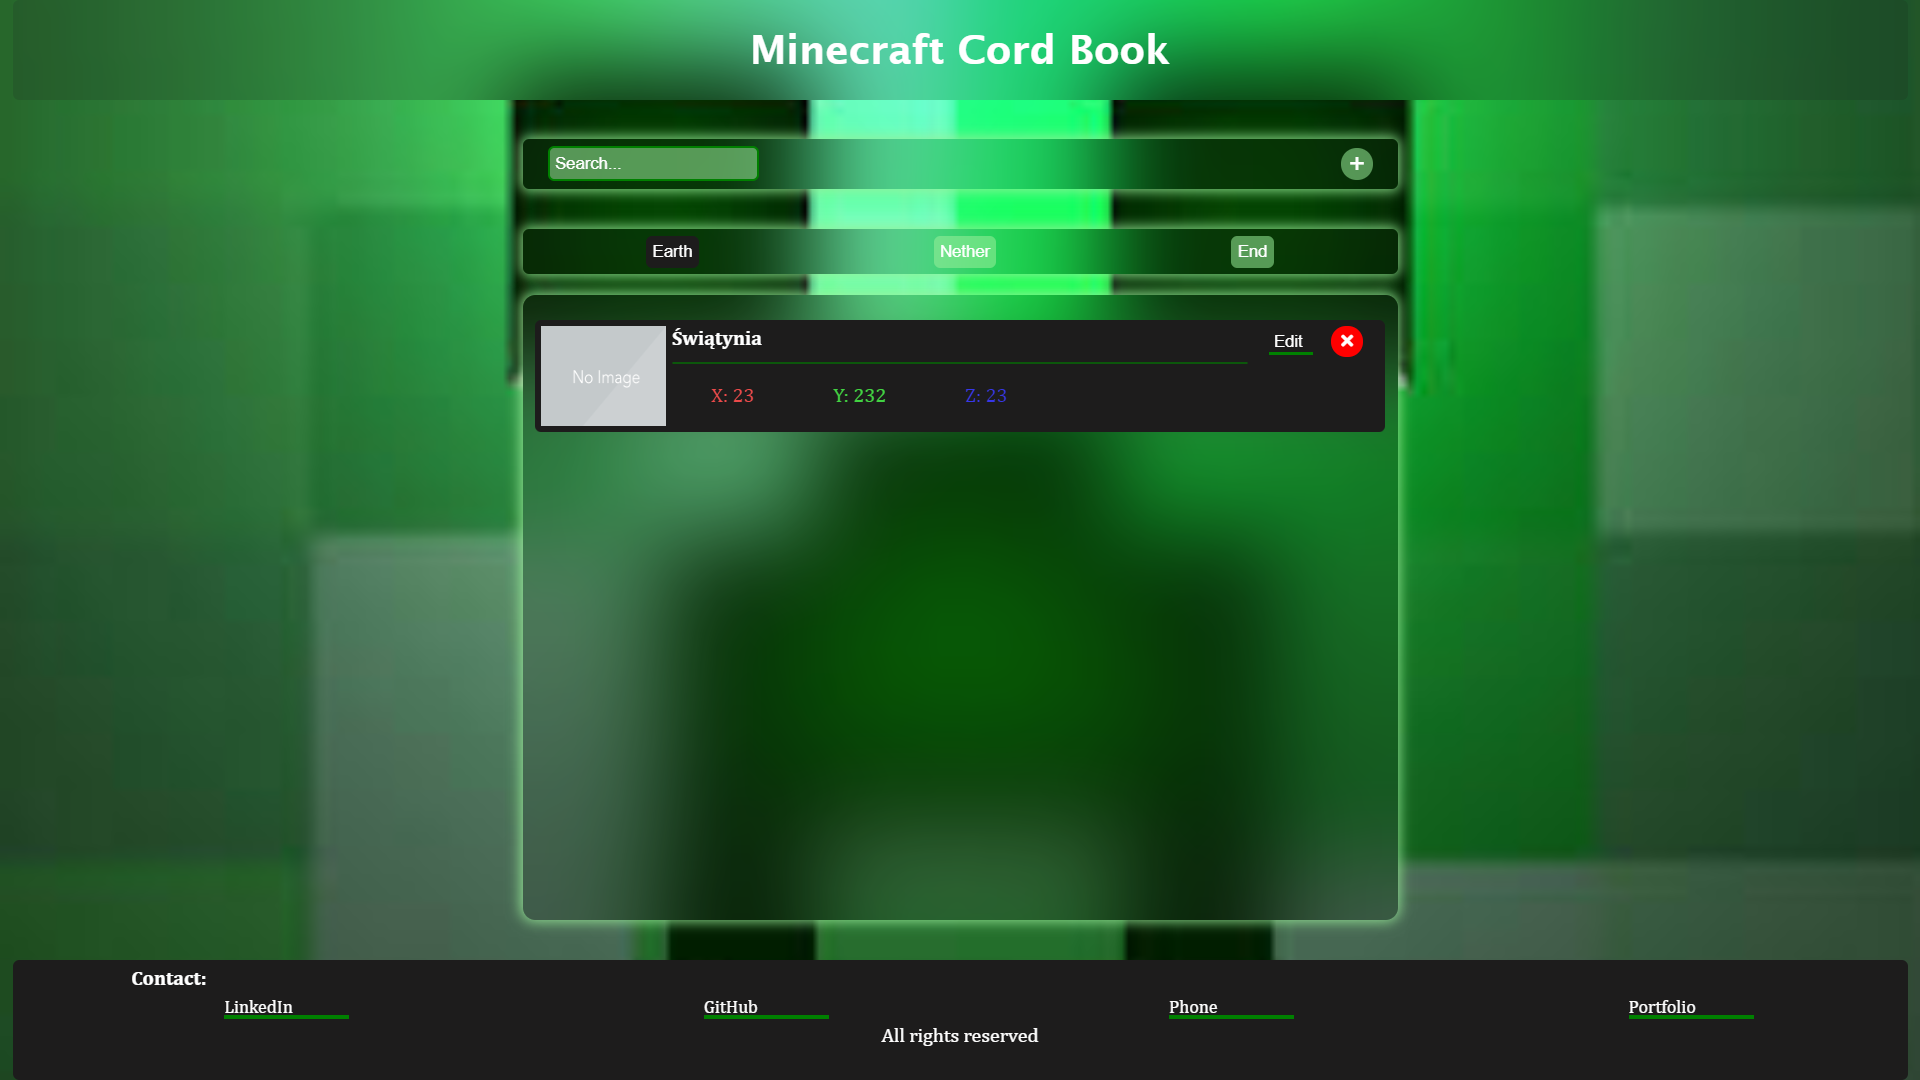 Minecraft Cord Book
Search...
+
Earth Nether End
No Image
Świątynia
Edit
X: 23 Y: 232 Z: 23
Contact:
LinkedIn GitHub Phone Portfolio
All rights reserved